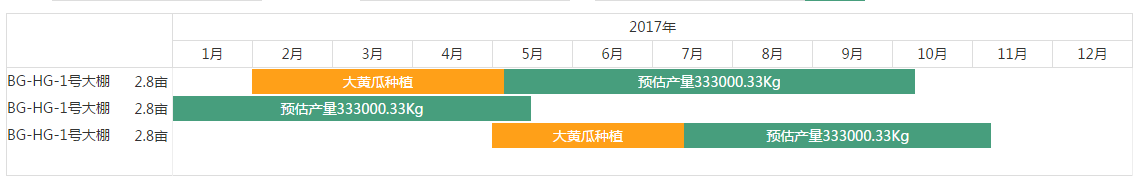 2017年
1月 2月 3月 4月 5月 6月 7月 8月 9月 10月 11月 12月
BG-HG-1号大棚 2.8亩 大黄瓜种植 预估产量333000.33Kg
BG-HG-1号大棚 2.8亩 预估产量333000.33Kg
BG-HG-1号大棚 2.8亩 大黄瓜种植 预估产量333000.33Kg